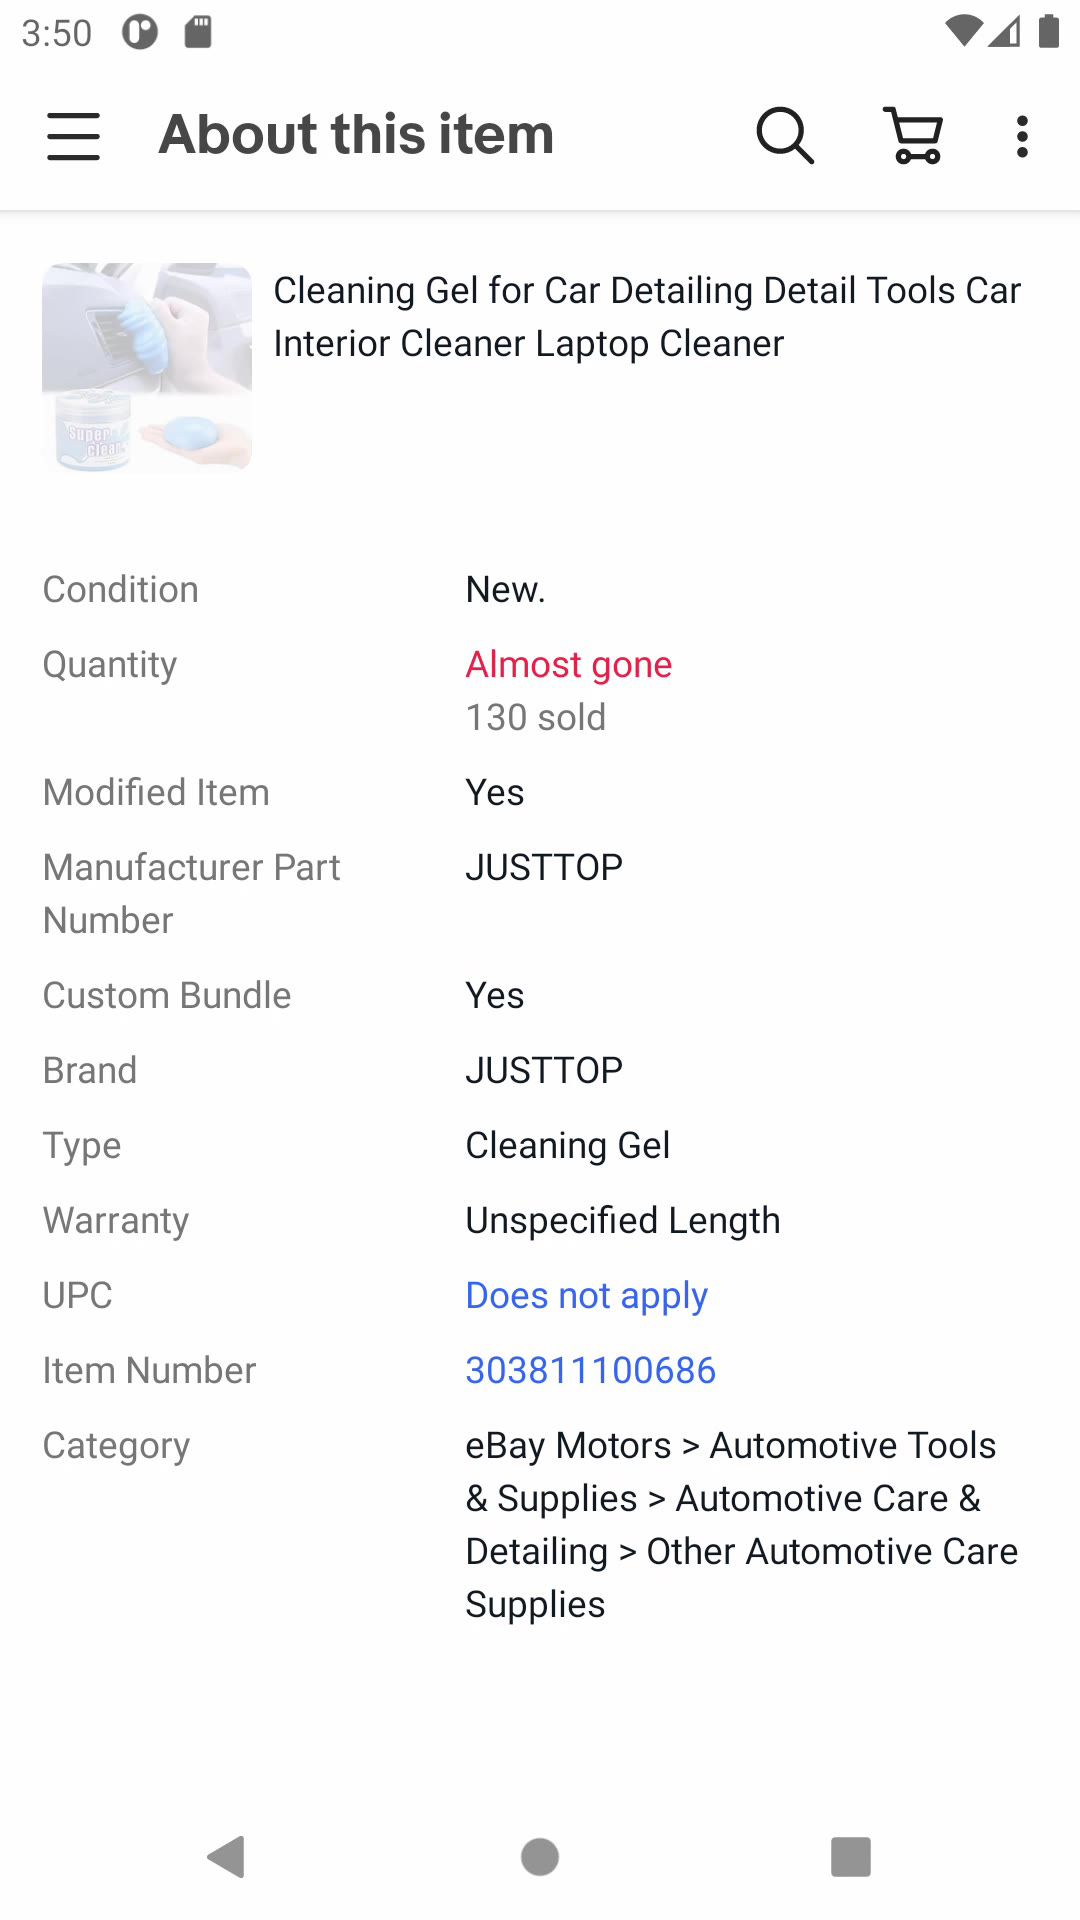 3:50
About this item
Cleaning Gel for Car Detailing Detail Tools Car
Interior Cleaner Laptop Cleaner
Super
clean
Condition
New.
Quantity
Almost gone
130 sold
Modified Item
Yes
Manufacturer Part
Number
JUSTTOP
Custom Bundle
Yes
Brand
JUSTTOP
Type
Cleaning Gel
Warranty
Unspecified Length
UPC
Does not apply
Item Number
303811100686
Category
eBay Motors > Automotive Tools
& Supplies > Automotive Care &
Detailing > Other Automotive Care
Supplies